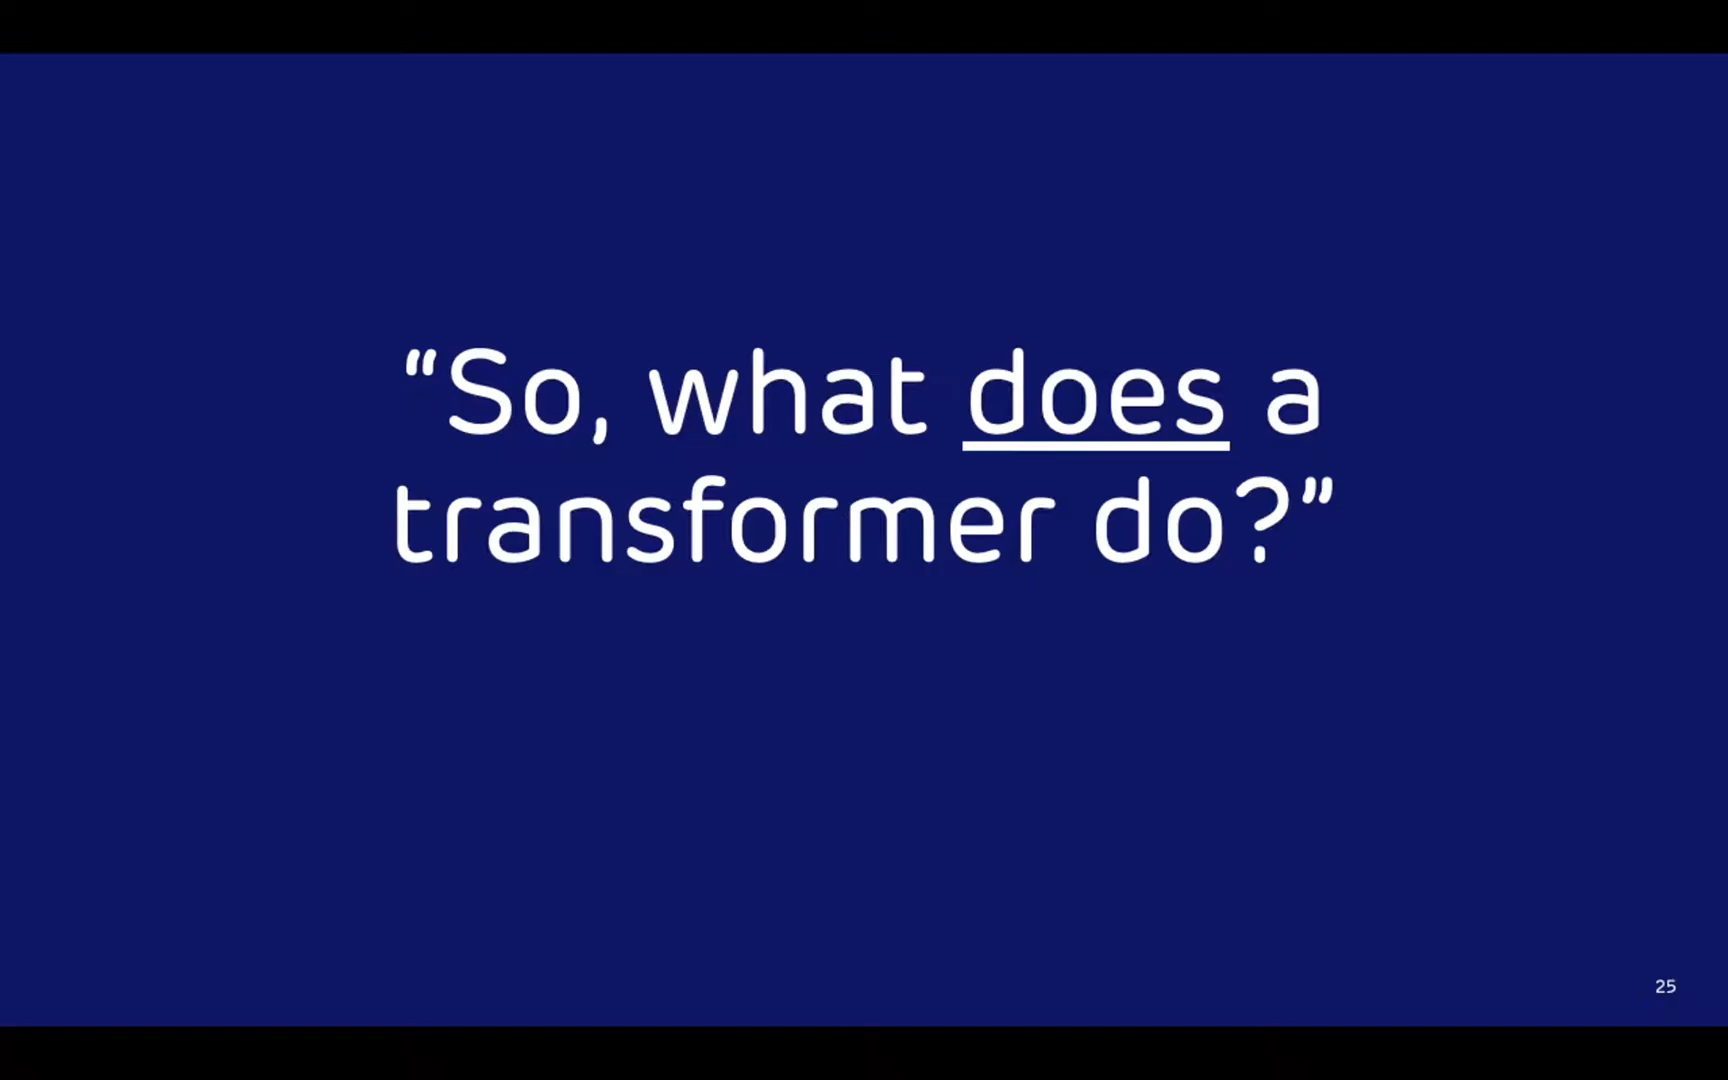 “So, what does a
transformer do?”
25